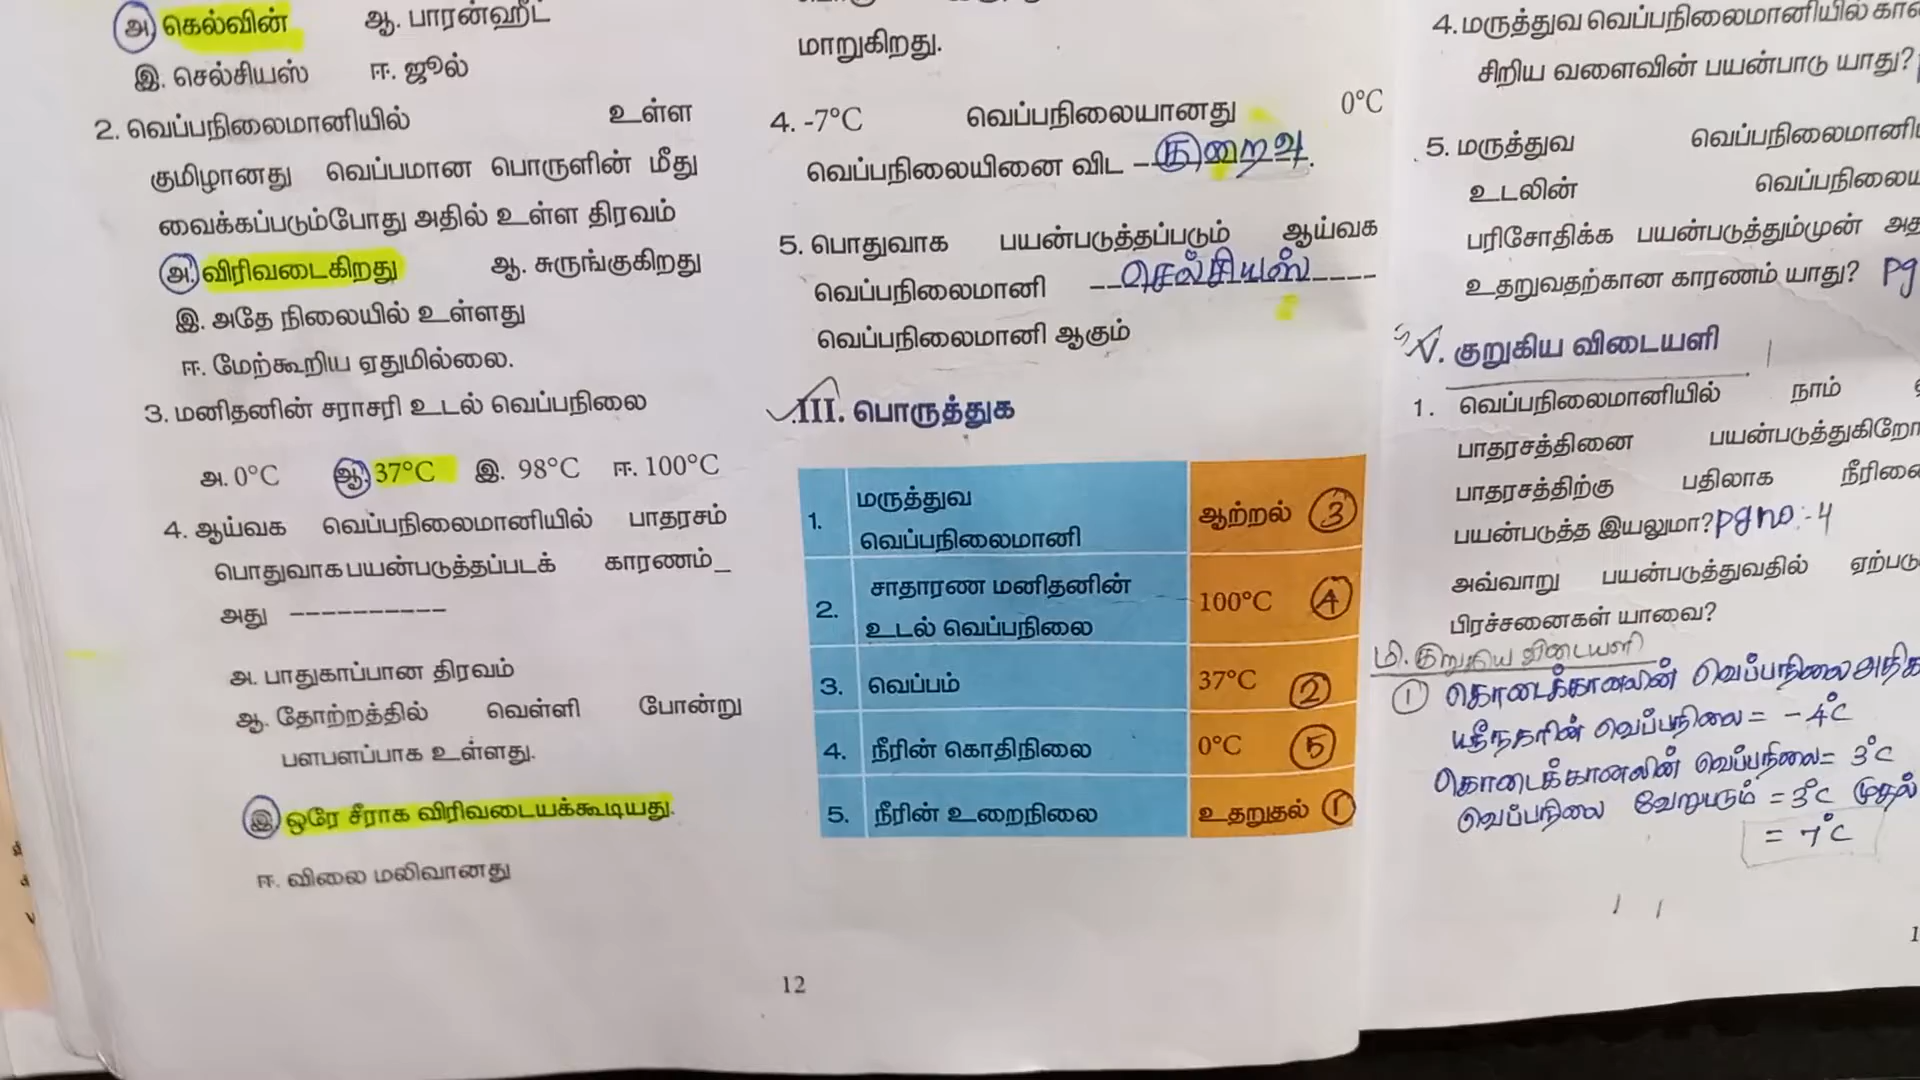 அ. கெல்வின் ஆ. பாரன்ஹீட்
இ. செல்சியஸ் ஈ. ஜூல்
2. வெப்பநிலைமானியில் உள்ள
குமிழானது வெப்பமான பொருளின் மீது
வைக்கப்படும்போது அதில் உள்ள திரவம்
அ. விரிவடைகிறது ஆ. சுருங்குகிறது
இ. அதே நிலையில் உள்ளது
ஈ. மேற்கூறிய ஏதுமில்லை.
3. மனிதனின் சராசரி உடல் வெப்பநிலை
அ. 0°C ஆ. 37°C இ. 98°C ஈ. 100°C
4. ஆய்வக வெப்பநிலைமானியில் பாதரசம்
பொதுவாக பயன்படுத்தப்படக் காரணம்_
அது ----------
அ. பாதுகாப்பான திரவம்
ஆ. தோற்றத்தில் வெள்ளி போன்று
பளபளப்பாக உள்ளது.
இ. ஒரே சீராக விரிவடையக்கூடியது.
ஈ. விலை மலிவானது
மாறுகிறது.
4. -7°C வெப்பநிலையானது 0°C
வெப்பநிலையினை விட குறைவு.
5. பொதுவாக பயன்படுத்தப்படும் ஆய்வக
வெப்பநிலைமானி --செல்சியஸ்----
வெப்பநிலைமானி ஆகும்
III. பொருத்துக
1. மருத்துவ வெப்பநிலைமானி ஆற்றல் 3
2. சாதாரண மனிதனின் உடல் வெப்பநிலை 100°C 4
3. வெப்பம் 37°C 2
4. நீரின் கொதிநிலை 0°C 5
5. நீரின் உறைநிலை உதறுதல் 1
12
4. மருத்துவ வெப்பநிலைமானியில்
சிறிய வளைவின் பயன்பாடு யாது?
5. மருத்துவ
உடலின்
பரிசோதிக்க பயன்படுத்தும்முன்
உதறுவதற்கான காரணம் யாது? pg
V. குறுகிய விடையளி
1. வெப்பநிலைமானியில் நாம்
பாதரசத்தினை
பாதரசத்திற்கு பதிலாக
பயன்படுத்த இயலுமா? pg no:-4
அவ்வாறு பயன்படுத்துவதில்
பிரச்சனைகள் யாவை?
குறுகிய விடையளி
1 கொடைக்கானலின் வெப்பநிலை
வெப்பநிலை = -4°C
கொடைக்கானலின் வெப்பநிலை = 3°C
வெப்பநிலை வேறுபாடும் = 3°C முதல்
= 7°C